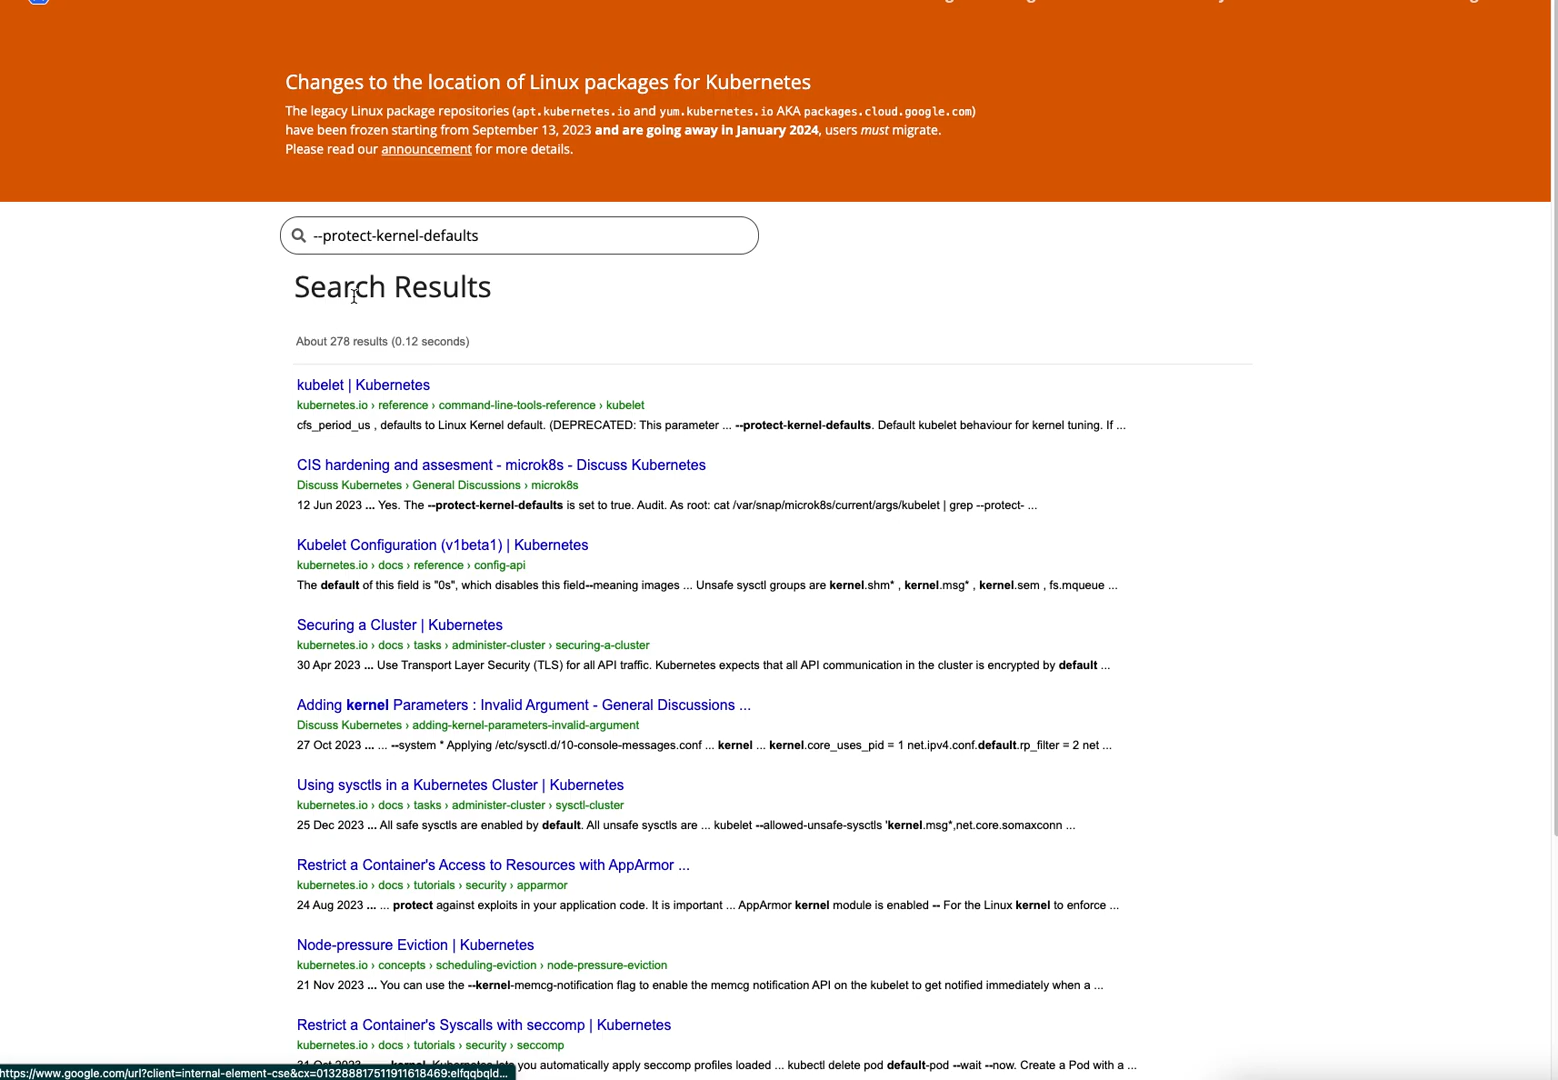 Changes to the location of Linux packages for Kubernetes
The legacy Linux package repositories (apt.kubernetes.io and yum.kubernetes.io AKA packages.cloud.google.com)
have been frozen starting from September 13, 2023 and are going away in January 2024, users must migrate.
Please read our announcement for more details.
--protect-kernel-defaults
Search Results
About 278 results (0.12 seconds)
kubelet | Kubernetes
kubernetes.io › reference › command-line-tools-reference › kubelet
cfs_period_us , defaults to Linux Kernel default. (DEPRECATED: This parameter ... --protect-kernel-defaults. Default kubelet behaviour for kernel tuning. If ...
CIS hardening and assesment - microk8s - Discuss Kubernetes
Discuss Kubernetes › General Discussions › microk8s
12 Jun 2023 ... Yes. The --protect-kernel-defaults is set to true. Audit. As root: cat /var/snap/microk8s/current/args/kubelet | grep --protect- ...
Kubelet Configuration (v1beta1) | Kubernetes
kubernetes.io › docs › reference › config-api
The default of this field is "0s", which disables this field--meaning images ... Unsafe sysctl groups are kernel.shm* , kernel.msg* , kernel.sem , fs.mqueue ...
Securing a Cluster | Kubernetes
kubernetes.io › docs › tasks › administer-cluster › securing-a-cluster
30 Apr 2023 ... Use Transport Layer Security (TLS) for all API traffic. Kubernetes expects that all API communication in the cluster is encrypted by default ...
Adding kernel Parameters : Invalid Argument - General Discussions ...
Discuss Kubernetes › adding-kernel-parameters-invalid-argument
27 Oct 2023 ... ... --system * Applying /etc/sysctl.d/10-console-messages.conf ... kernel ... kernel.core_uses_pid = 1 net.ipv4.conf.default.rp_filter = 2 net ...
Using sysctls in a Kubernetes Cluster | Kubernetes
kubernetes.io › docs › tasks › administer-cluster › sysctl-cluster
25 Dec 2023 ... All safe sysctls are enabled by default. All unsafe sysctls are ... kubelet --allowed-unsafe-sysctls 'kernel.msg*,net.core.somaxconn ...
Restrict a Container's Access to Resources with AppArmor ...
kubernetes.io › docs › tutorials › security › apparmor
24 Aug 2023 ... ... protect against exploits in your application code. It is important ... AppArmor kernel module is enabled -- For the Linux kernel to enforce ...
Node-pressure Eviction | Kubernetes
kubernetes.io › concepts › scheduling-eviction › node-pressure-eviction
21 Nov 2023 ... You can use the --kernel-memcg-notification flag to enable the memcg notification API on the kubelet to get notified immediately when a ...
Restrict a Container's Syscalls with seccomp | Kubernetes
kubernetes.io › docs › tutorials › security › seccomp
31 Oct 2023 ... ... kernel. Kubernetes lets you automatically apply seccomp profiles loaded ... kubectl delete pod default-pod --wait --now. Create a Pod with a ...
https://www.google.com/url?client=internal-element-cse&cx=013288817511911618469:elfqqbqld...